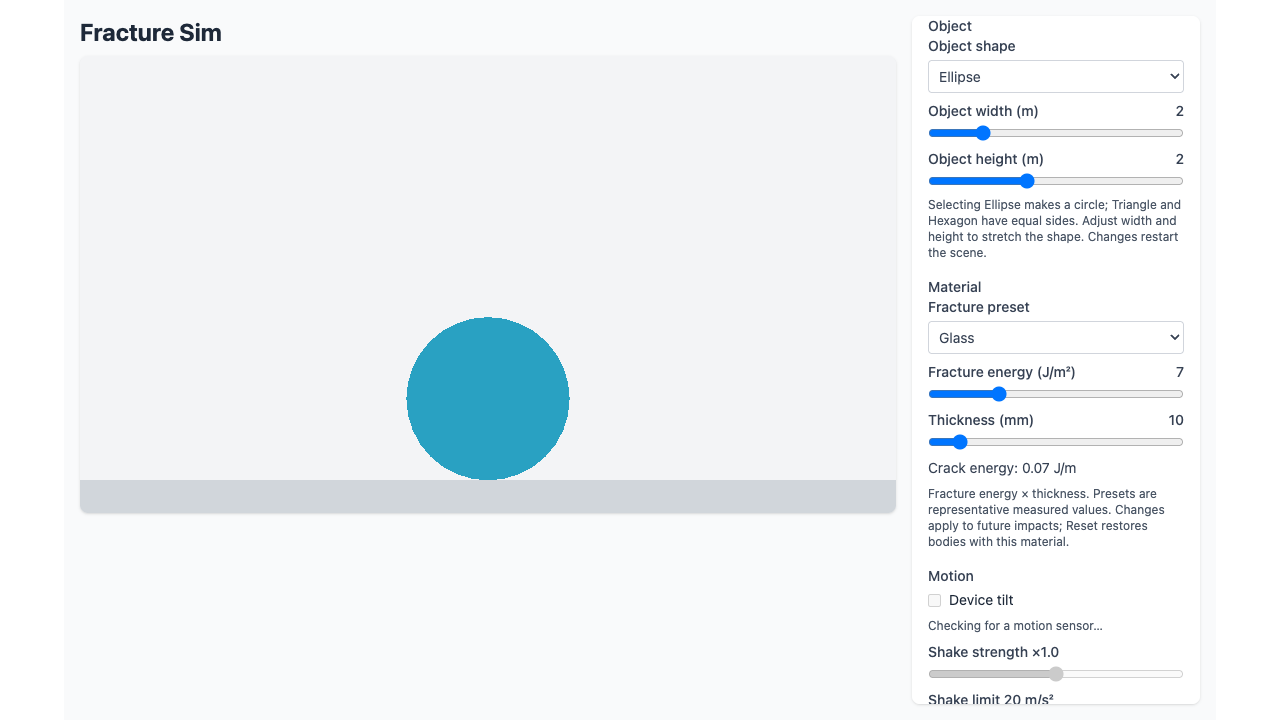 Fracture Sim
Object
Object shape
Ellipse
Object width (m) 2
Object height (m) 2
Selecting Ellipse makes a circle; Triangle and
Hexagon have equal sides. Adjust width and
height to stretch the shape. Changes restart
the scene.
Material
Fracture preset
Glass
Fracture energy (J/m²) 7
Thickness (mm) 10
Crack energy: 0.07 J/m
Fracture energy × thickness. Presets are
representative measured values. Changes
apply to future impacts; Reset restores
bodies with this material.
Motion
Device tilt
Checking for a motion sensor…
Shake strength ×1.0
Shake limit 20 m/s²